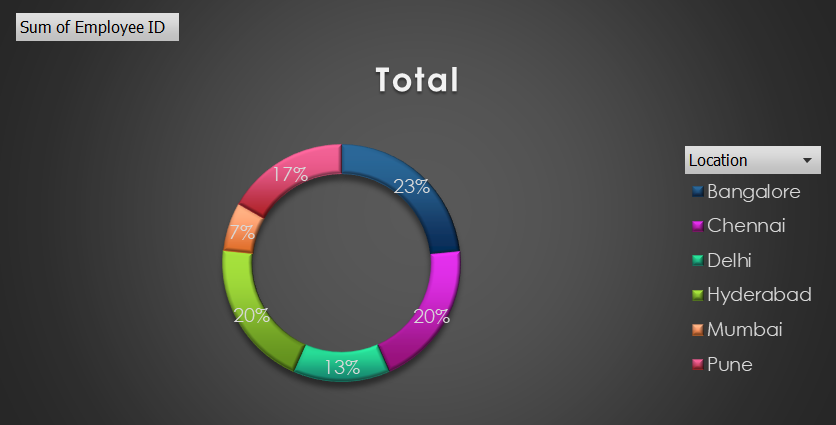 Sum of Employee ID
Total
17%
23%
7%
20%
20%
13%
Location
Bangalore
Chennai
Delhi
Hyderabad
Mumbai
Pune